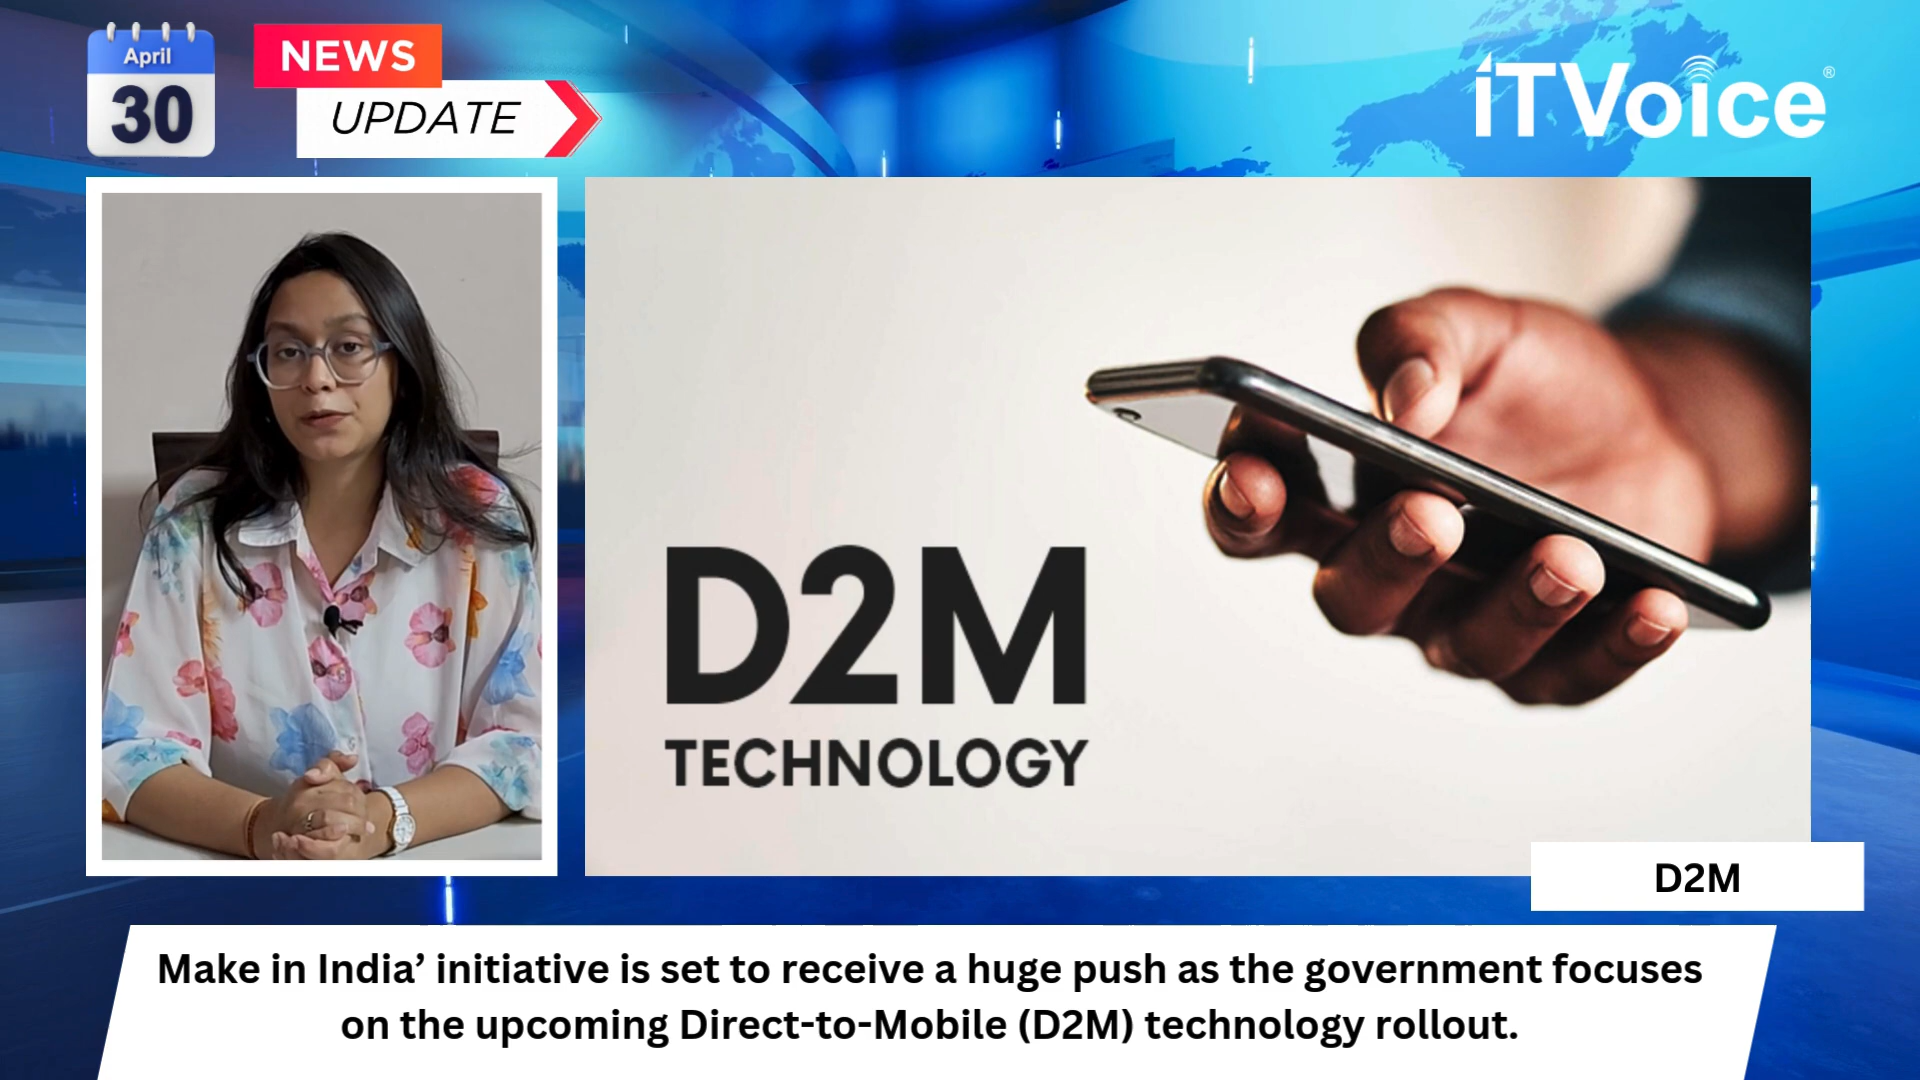 April
30
NEWS
UPDATE
iTVoice®
D2M
TECHNOLOGY
D2M
Make in India’ initiative is set to receive a huge push as the government focuses
on the upcoming Direct-to-Mobile (D2M) technology rollout.